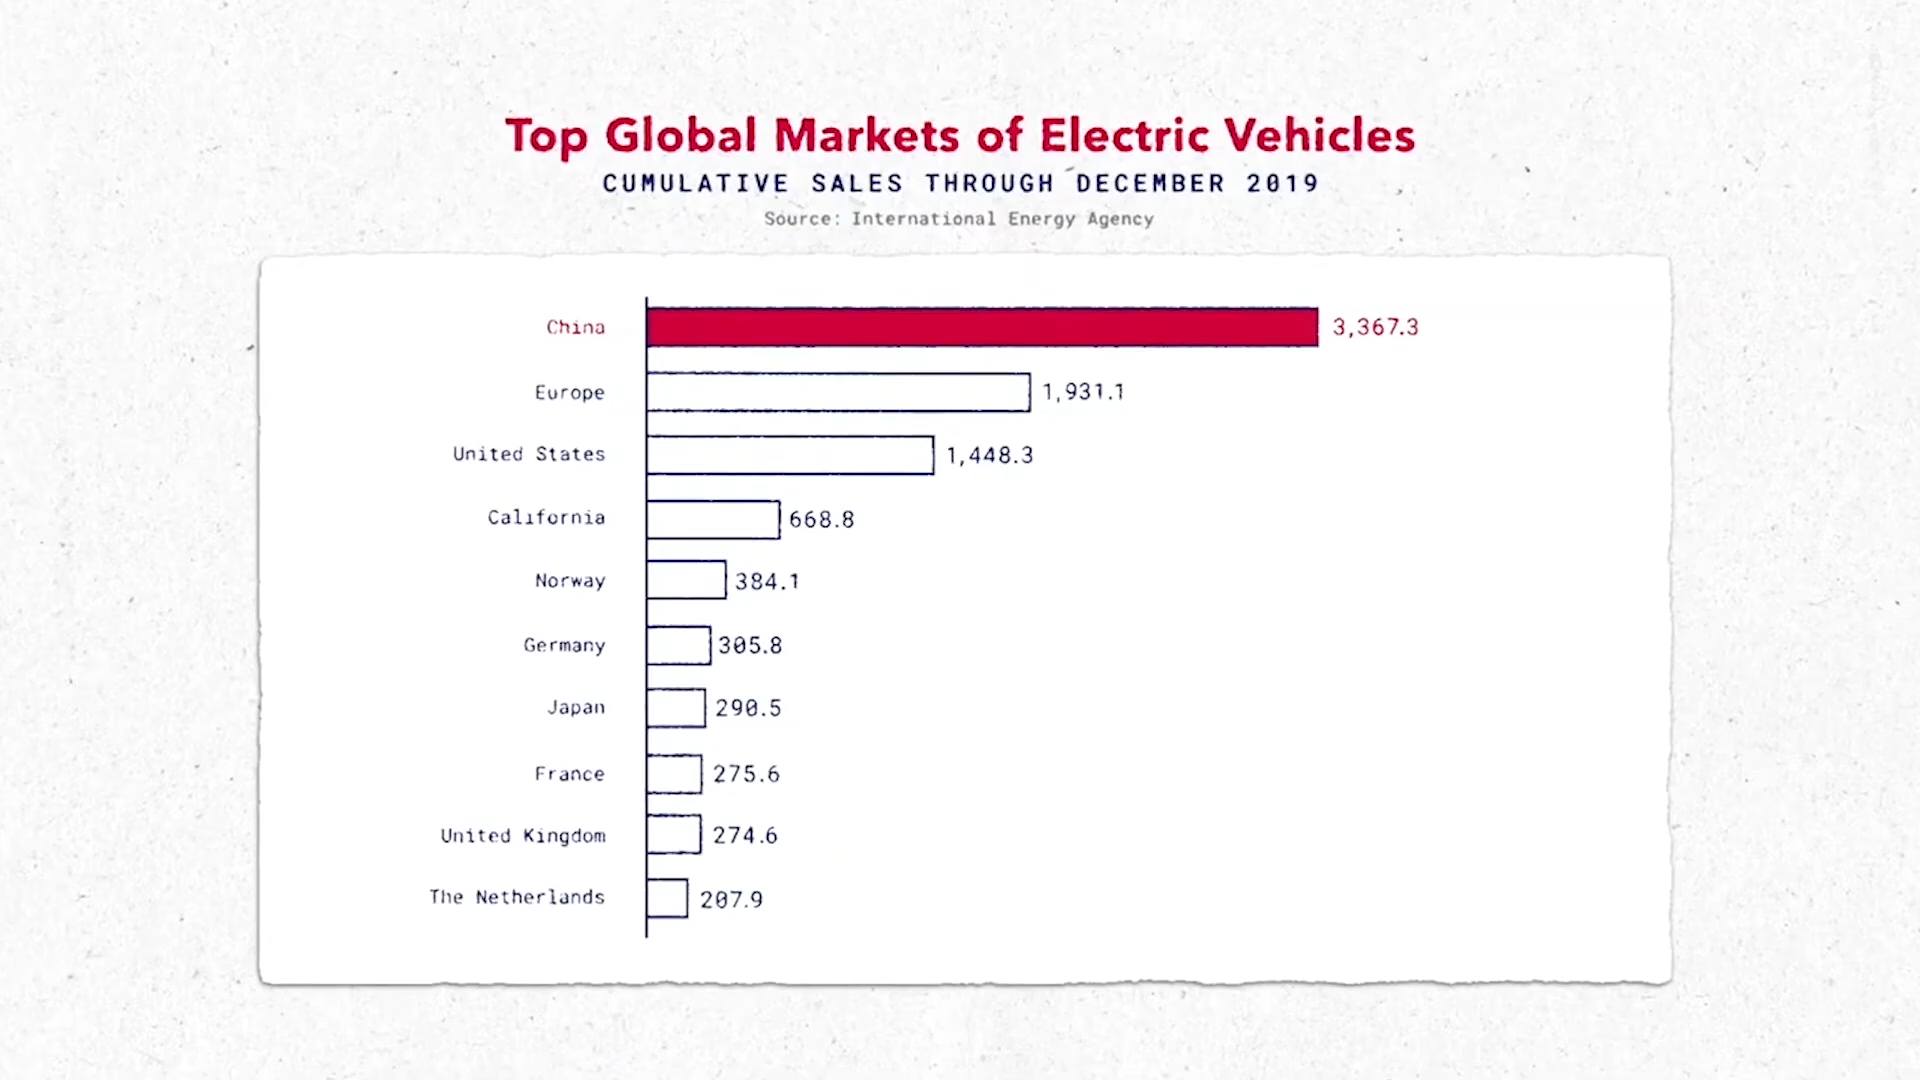 Top Global Markets of Electric Vehicles
CUMULATIVE SALES THROUGH DECEMBER 2019
Source: International Energy Agency
China 3,367.3
Europe 1,931.1
United States 1,448.3
California 668.8
Norway 384.1
Germany 305.8
Japan 290.5
France 275.6
United Kingdom 274.6
The Netherlands 207.9